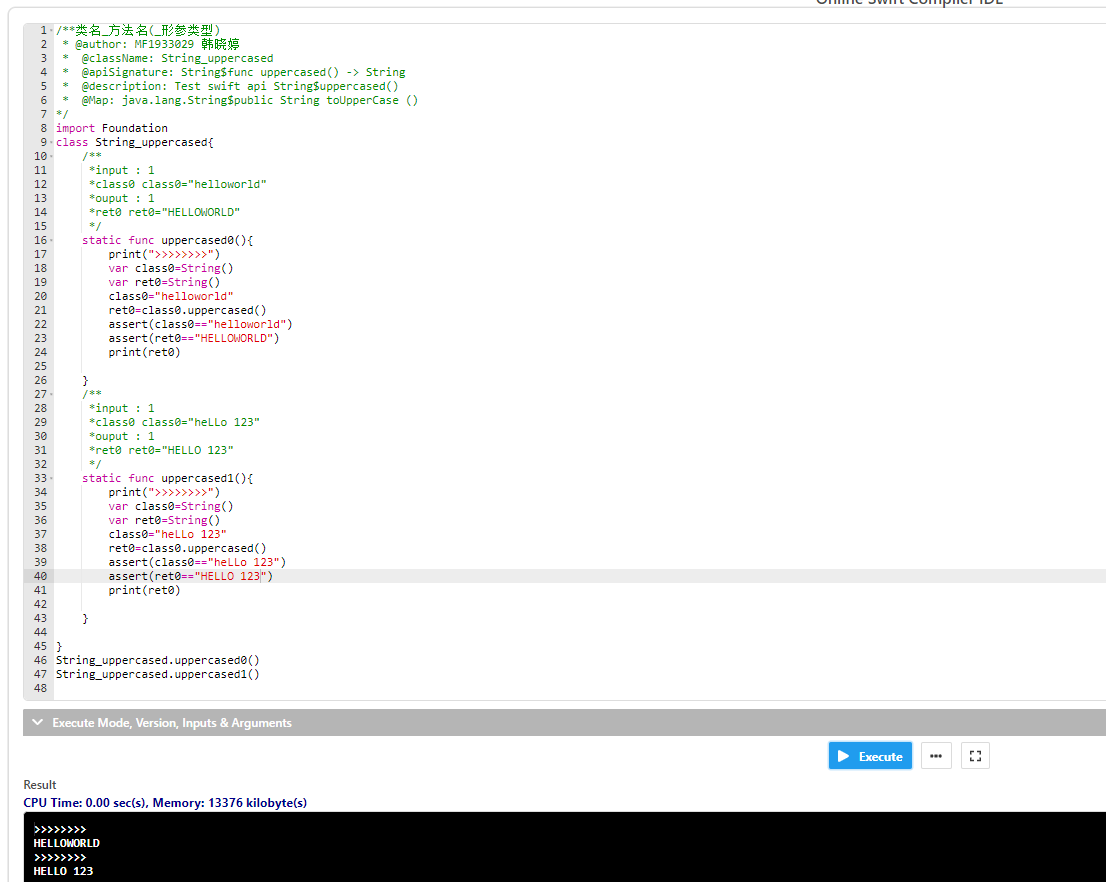 Online Swift Compiler IDE
1 /**类名_方法名(_形参类型)
2  * @author: MF1933029 韩晓婷
3  *  @className: String_uppercased
4  *  @apiSignature: String$func uppercased() -> String
5  *  @description: Test swift api String$uppercased()
6  *  @Map: java.lang.String$public String toUpperCase ()
7 */
8 import Foundation
9 class String_uppercased{
10     /**
11      *input : 1
12      *class0 class0="helloworld"
13      *ouput : 1
14      *ret0 ret0="HELLOWORLD"
15      */
16     static func uppercased0(){
17         print(">>>>>>>>")
18         var class0=String()
19         var ret0=String()
20         class0="helloworld"
21         ret0=class0.uppercased()
22         assert(class0=="helloworld")
23         assert(ret0=="HELLOWORLD")
24         print(ret0)
25
26     }
27     /**
28      *input : 1
29      *class0 class0="heLLo 123"
30      *ouput : 1
31      *ret0 ret0="HELLO 123"
32      */
33     static func uppercased1(){
34         print(">>>>>>>>")
35         var class0=String()
36         var ret0=String()
37         class0="heLLo 123"
38         ret0=class0.uppercased()
39         assert(class0=="heLLo 123")
40         assert(ret0=="HELLO 123")
41         print(ret0)
42
43     }
44
45 }
46 String_uppercased.uppercased0()
47 String_uppercased.uppercased1()
48
Execute Mode, Version, Inputs & Arguments
Execute ...
Result
CPU Time: 0.00 sec(s), Memory: 13376 kilobyte(s)
>>>>>>>>
HELLOWORLD
>>>>>>>>
HELLO 123